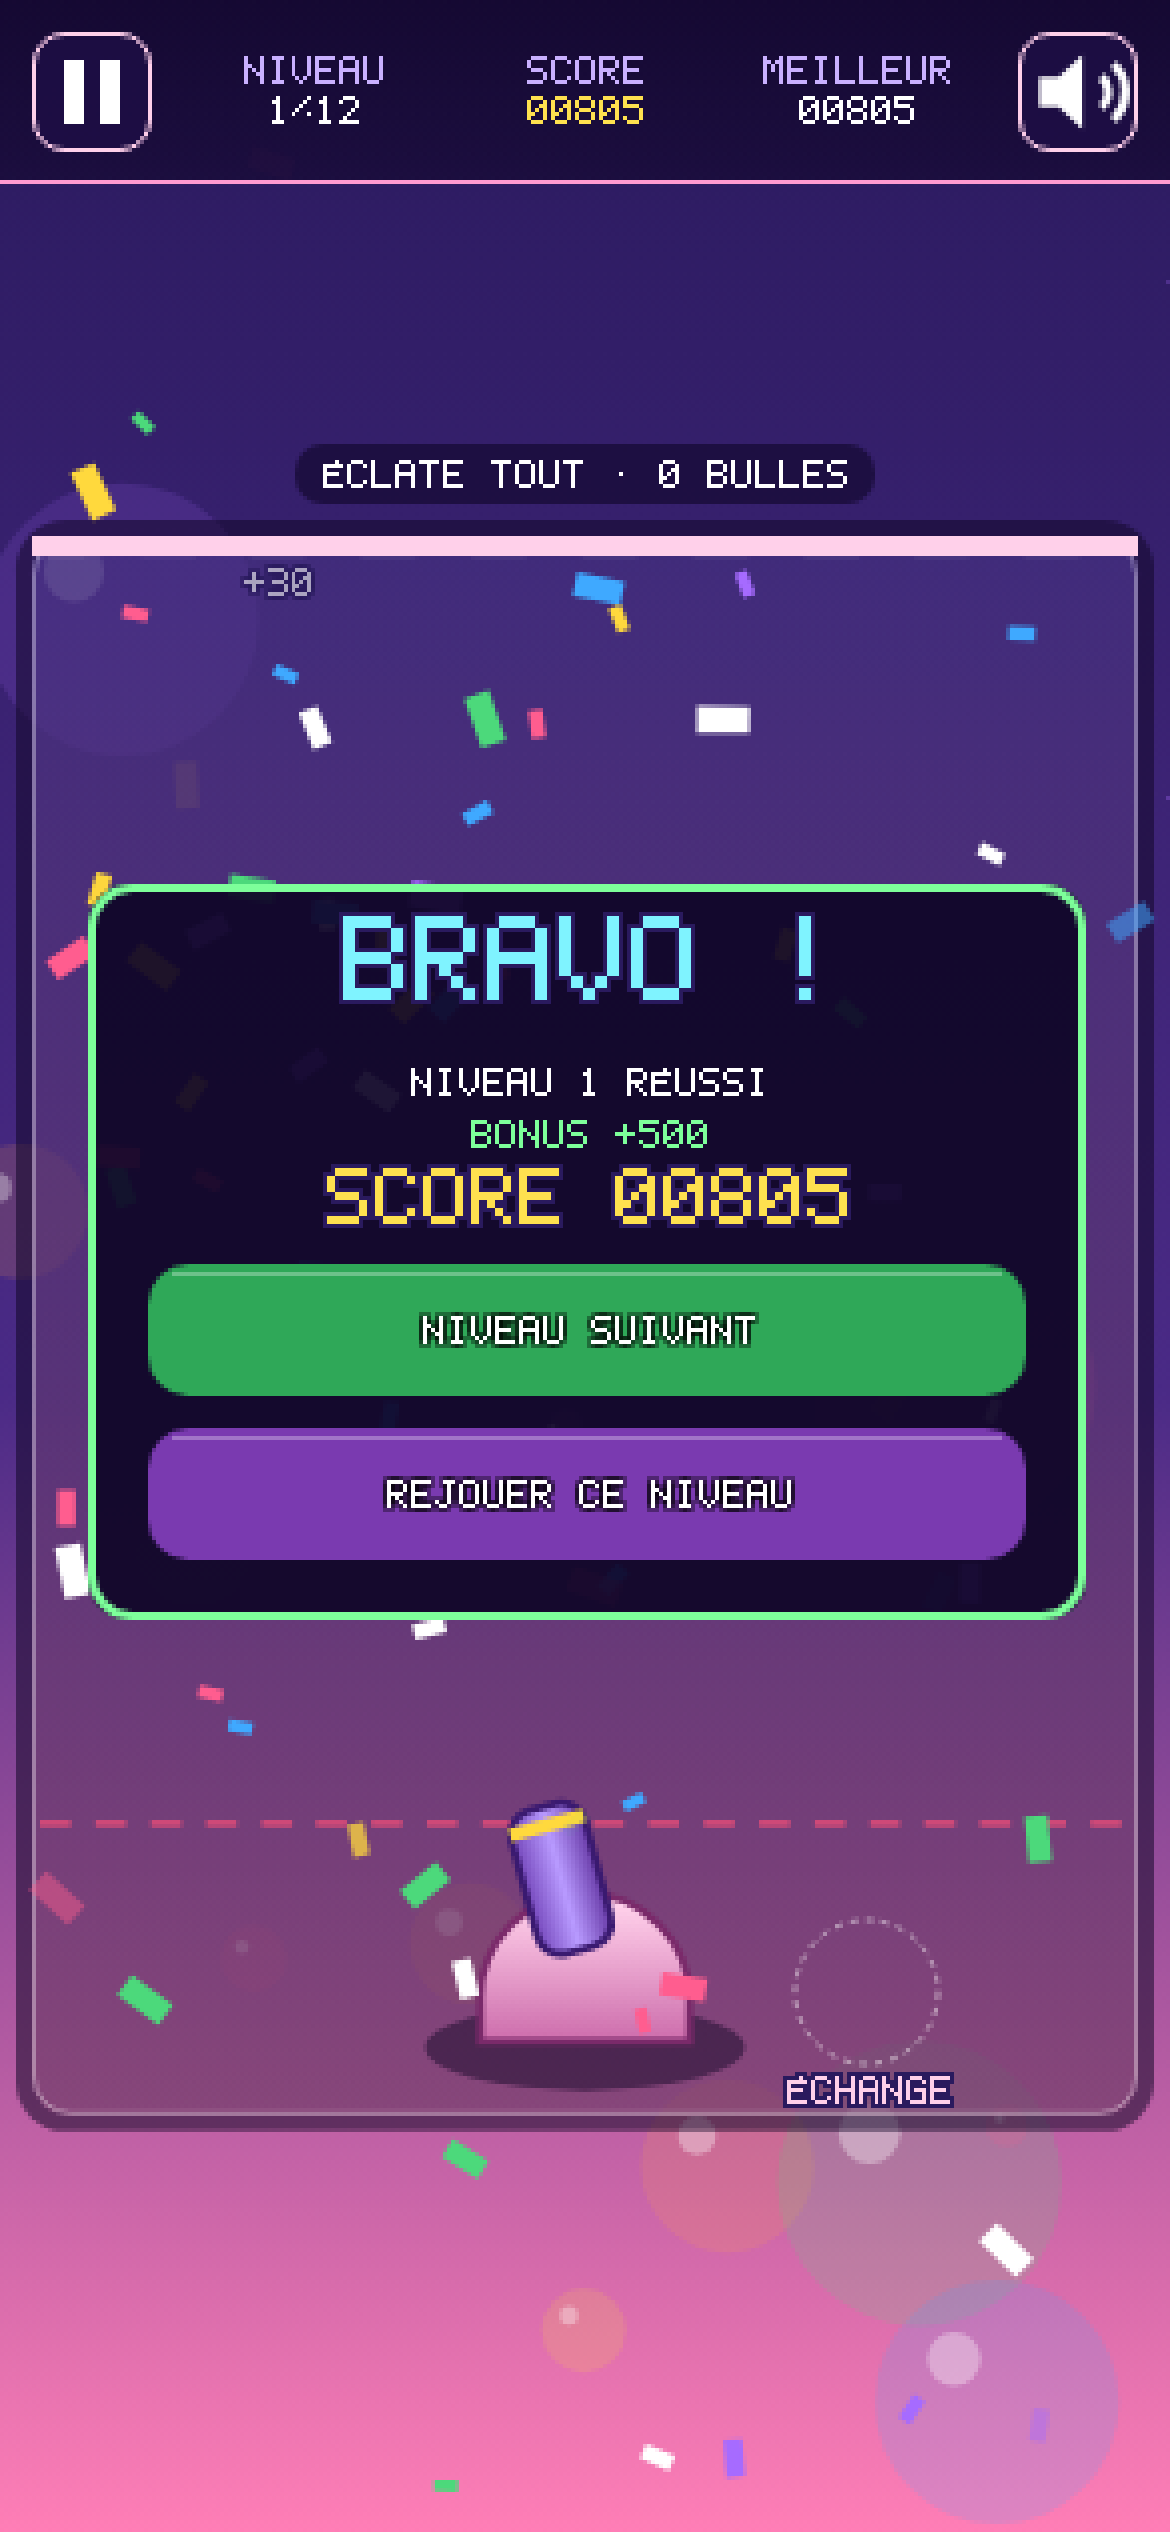 NIVEAU
1/12
SCORE
00805
MEILLEUR
00805
ÉCLATE TOUT · 0 BULLES
+30
BRAVO !
NIVEAU 1 RÉUSSI
BONUS +500
SCORE 00805
NIVEAU SUIVANT
REJOUER CE NIVEAU
ÉCHANGE